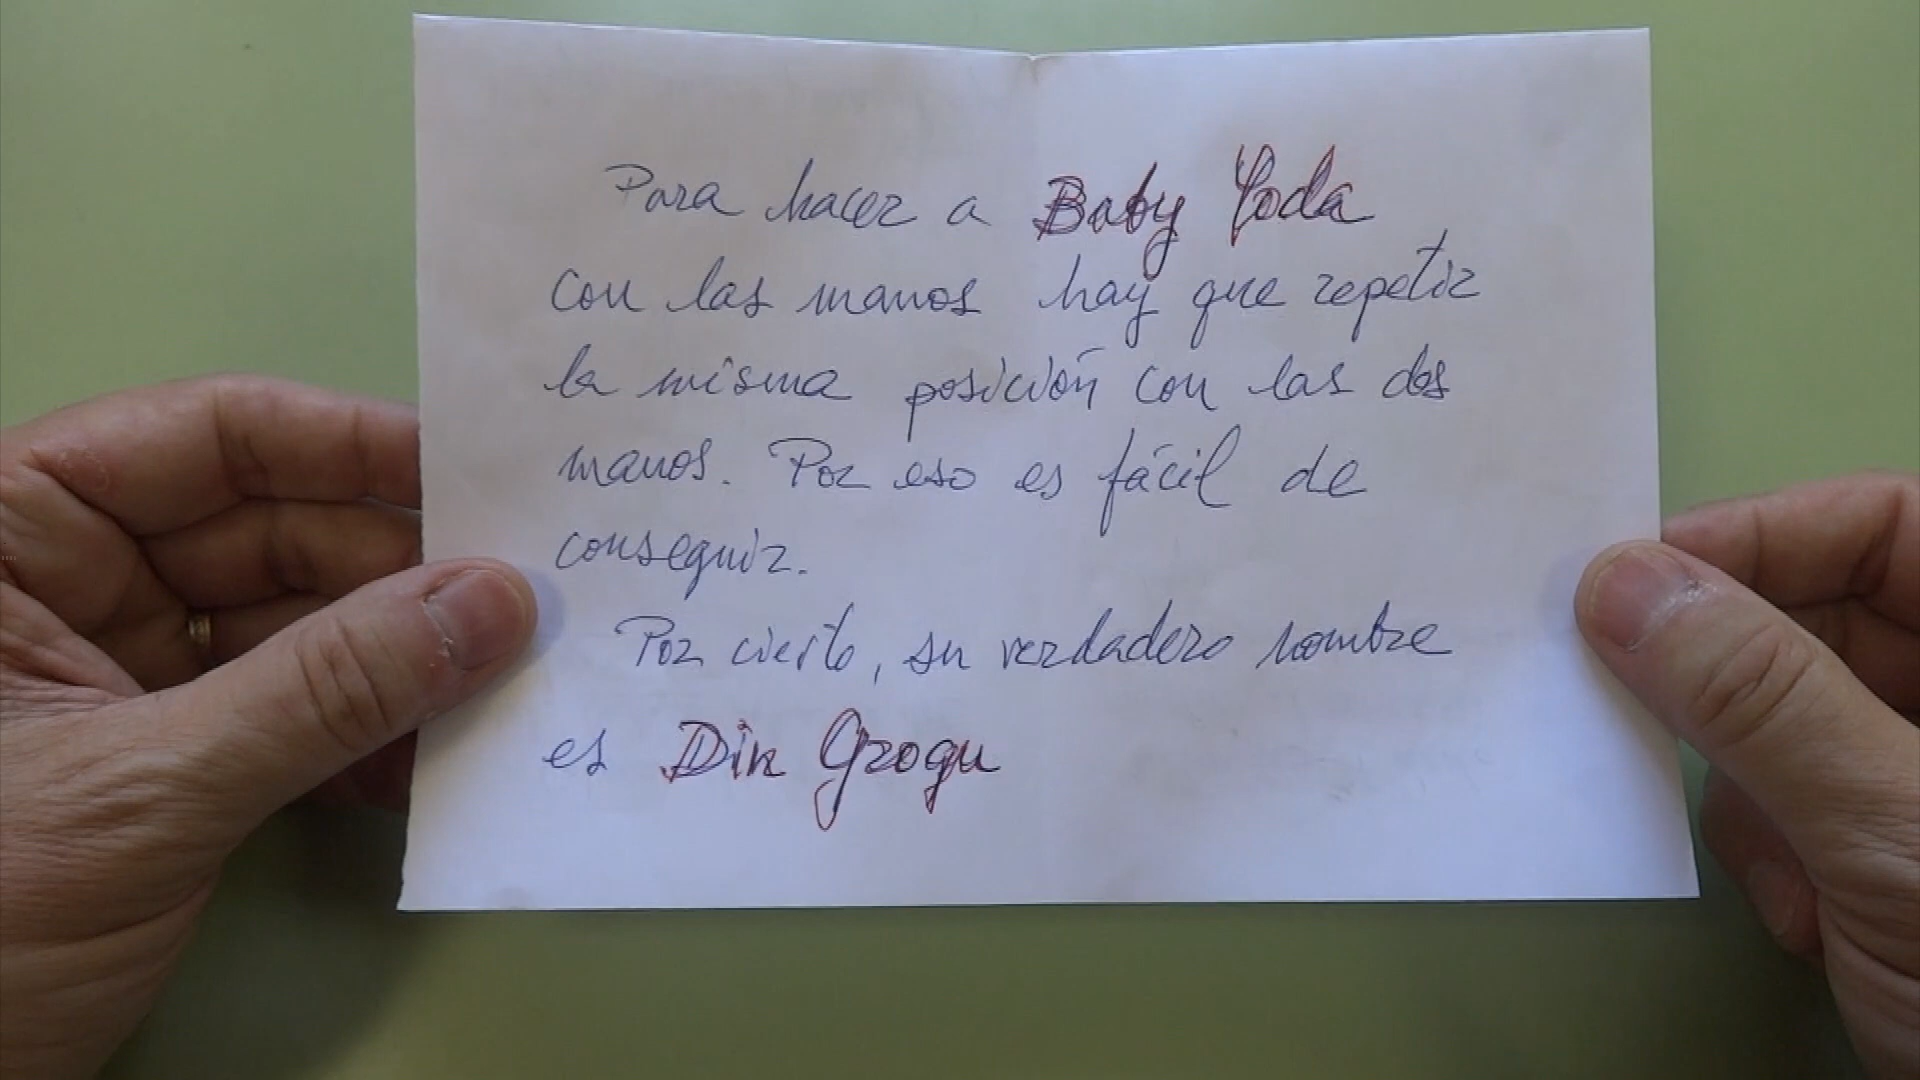 Para hacer a Baby Yoda
con las manos hay que repetir
la misma posición con las dos
manos. Por eso es fácil de
conseguir.
Por cierto, su verdadero nombre
es Din Grogu